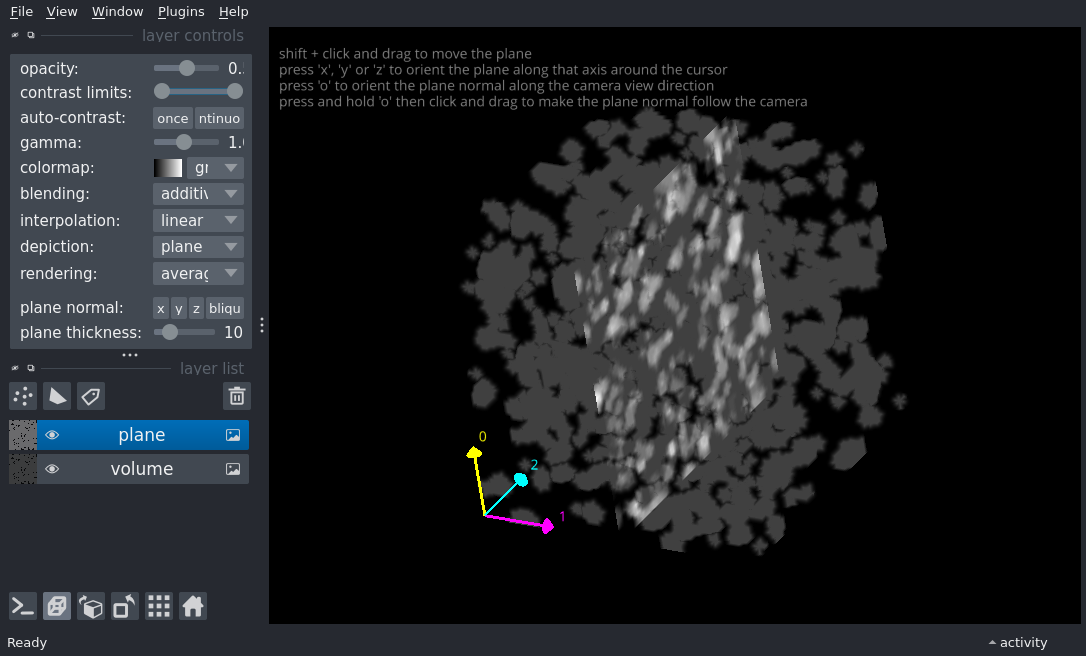 File View Window Plugins Help
layer controls
opacity: 0.
contrast limits:
auto-contrast: once ntinuo
gamma: 1.
colormap: gr
blending: additiv
interpolation: linear
depiction: plane
rendering: averag
plane normal: x y z bliqu
plane thickness: 10
layer list
plane
volume
shift + click and drag to move the plane
press 'x', 'y' or 'z' to orient the plane along that axis around the cursor
press 'o' to orient the plane normal along the camera view direction
press and hold 'o' then click and drag to make the plane normal follow the camera
0
2
1
Ready
activity